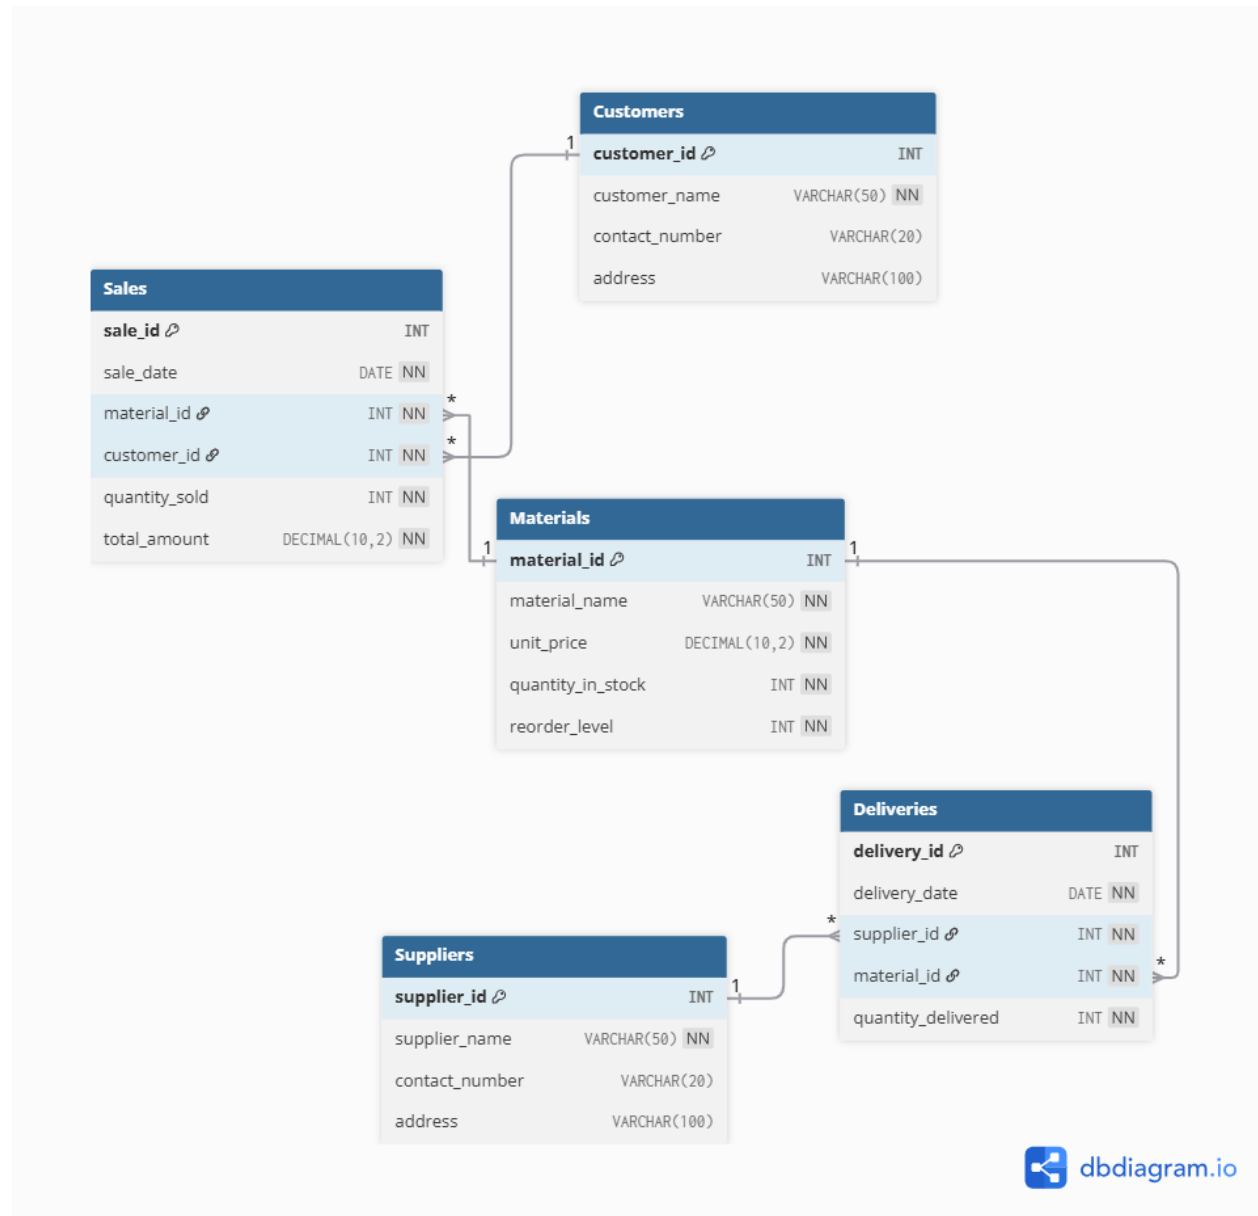 Customers
1
customer_id INT
customer_name VARCHAR(50) NN
contact_number VARCHAR(20)
address VARCHAR(100)
Sales
sale_id INT
sale_date DATE NN
*
material_id INT NN
*
customer_id INT NN
quantity_sold INT NN
total_amount DECIMAL(10,2) NN
Materials
1
1
material_id INT
material_name VARCHAR(50) NN
unit_price DECIMAL(10,2) NN
quantity_in_stock INT NN
reorder_level INT NN
Deliveries
delivery_id INT
delivery_date DATE NN
*
supplier_id INT NN
*
material_id INT NN
quantity_delivered INT NN
Suppliers
1
supplier_id INT
supplier_name VARCHAR(50) NN
contact_number VARCHAR(20)
address VARCHAR(100)
dbdiagram.io